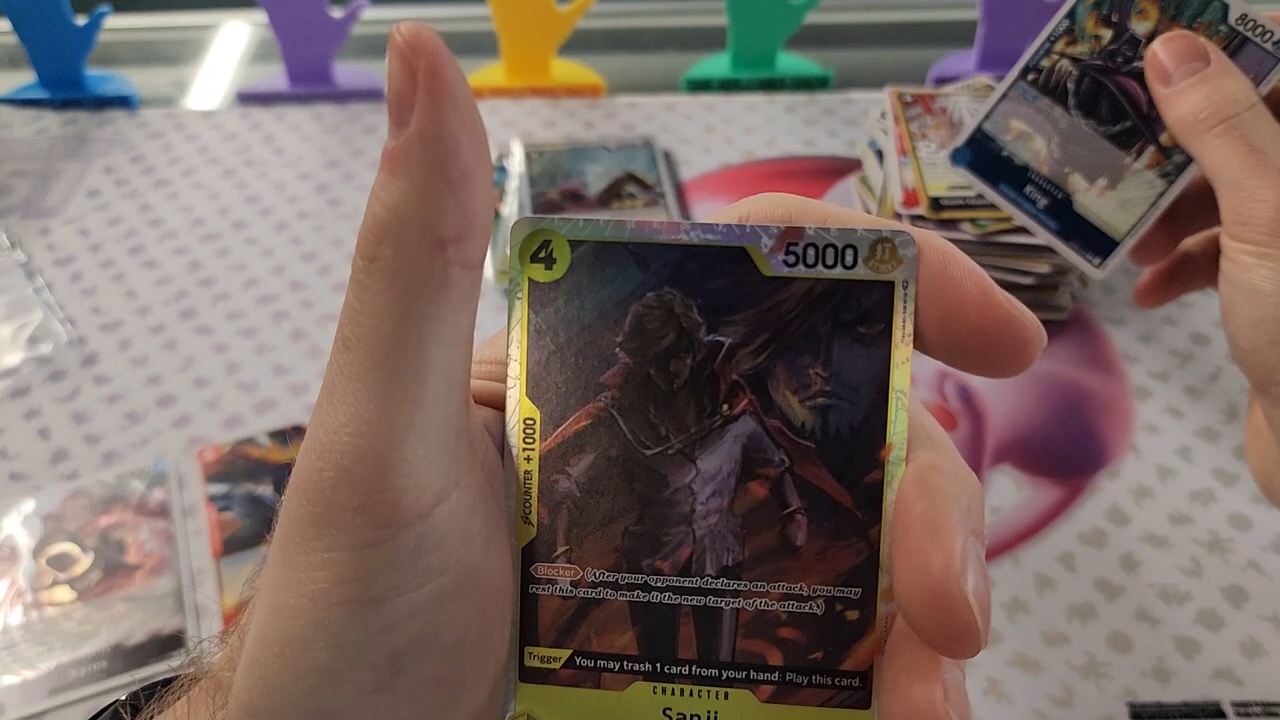 8000
King
4
5000
COUNTER +1000
Blocker (After your opponent declares an attack, you may
rest this card to make it the new target of the attack.)
Trigger You may trash 1 card from your hand: Play this card.
CHARACTER
Sanji